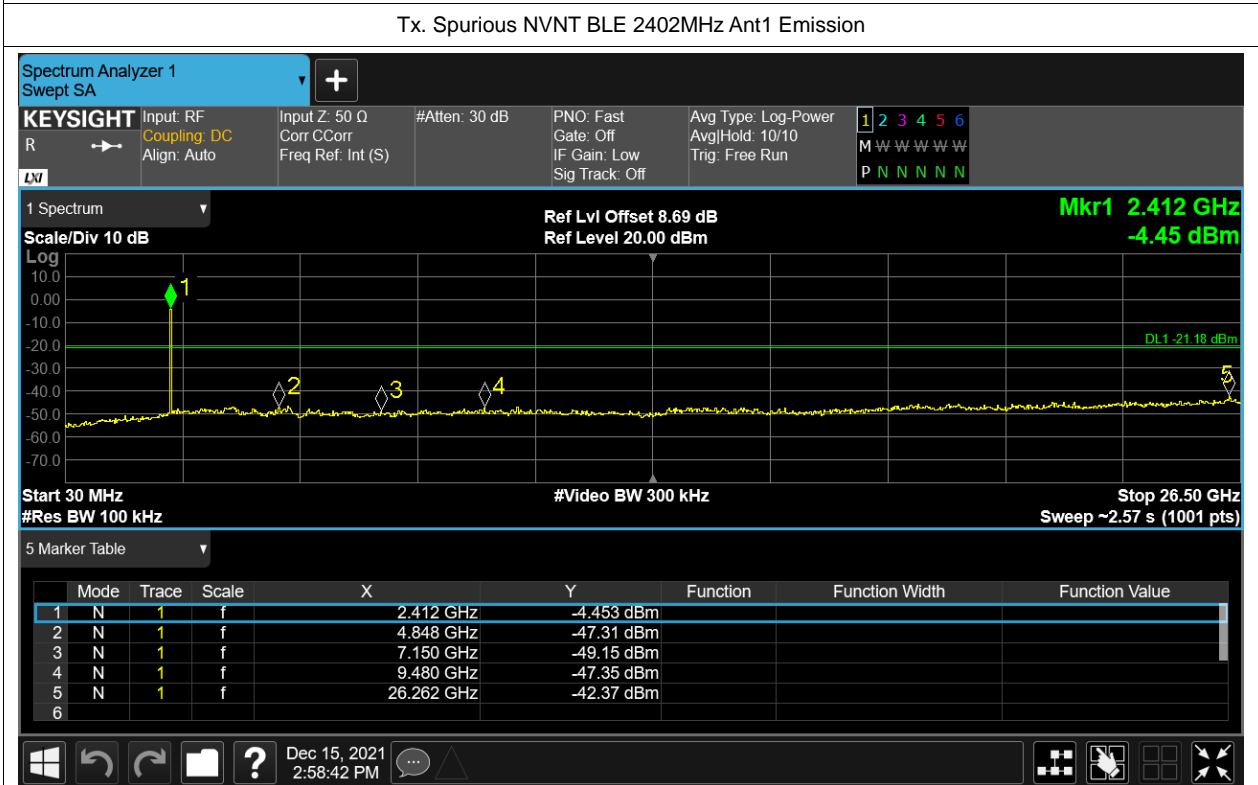 Tx. Spurious NVNT BLE 2402MHz Ant1 Emission
Spectrum Analyzer 1
Swept SA
+
KEYSIGHT Input: RF Input Z: 50 Ω #Atten: 30 dB PNO: Fast Avg Type: Log-Power 1 2 3 4 5 6
R Coupling: DC Corr CCorr Gate: Off Avg|Hold: 10/10 M W W W W W
Align: Auto Freq Ref: Int (S) IF Gain: Low Trig: Free Run
LXI Sig Track: Off P N N N N N
1 Spectrum Ref Lvl Offset 8.69 dB Mkr1 2.412 GHz
Scale/Div 10 dB Ref Level 20.00 dBm -4.45 dBm
Log
10.0
1
0.00
-10.0
-20.0 DL1 -21.18 dBm
-30.0
-40.0 2 3 4 5
-50.0
-60.0
-70.0
Start 30 MHz #Video BW 300 kHz Stop 26.50 GHz
#Res BW 100 kHz Sweep ~2.57 s (1001 pts)
5 Marker Table
Mode Trace Scale X Y Function Function Width Function Value
1 N 1 f 2.412 GHz -4.453 dBm
2 N 1 f 4.848 GHz -47.31 dBm
3 N 1 f 7.150 GHz -49.15 dBm
4 N 1 f 9.480 GHz -47.35 dBm
5 N 1 f 26.262 GHz -42.37 dBm
6
? Dec 15, 2021
2:58:42 PM